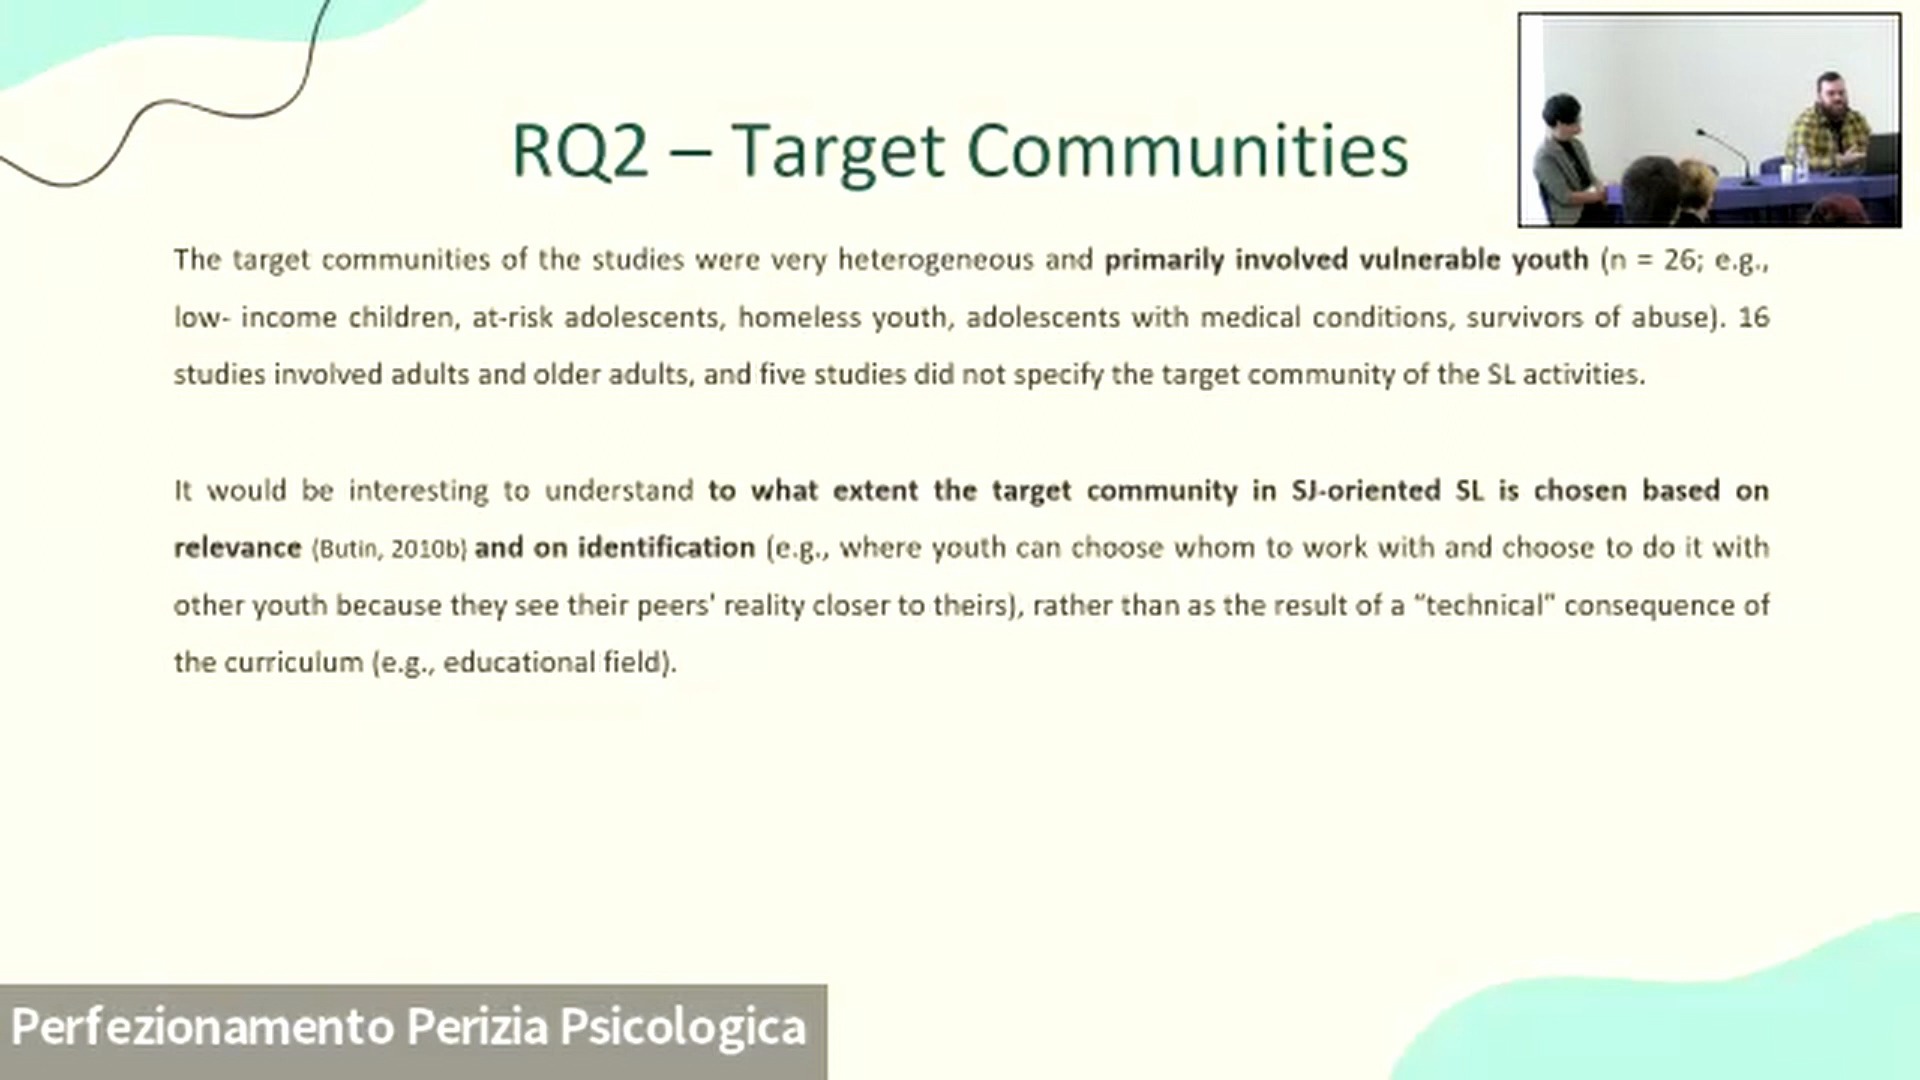 RQ2 – Target Communities
The target communities of the studies were very heterogeneous and primarily involved vulnerable youth (n = 26; e.g.,
low- income children, at-risk adolescents, homeless youth, adolescents with medical conditions, survivors of abuse). 16
studies involved adults and older adults, and five studies did not specify the target community of the SL activities.
It would be interesting to understand to what extent the target community in SJ-oriented SL is chosen based on
relevance (Butin, 2010b) and on identification (e.g., where youth can choose whom to work with and choose to do it with
other youth because they see their peers' reality closer to theirs), rather than as the result of a "technical" consequence of
the curriculum (e.g., educational field).
Perfezionamento Perizia Psicologica